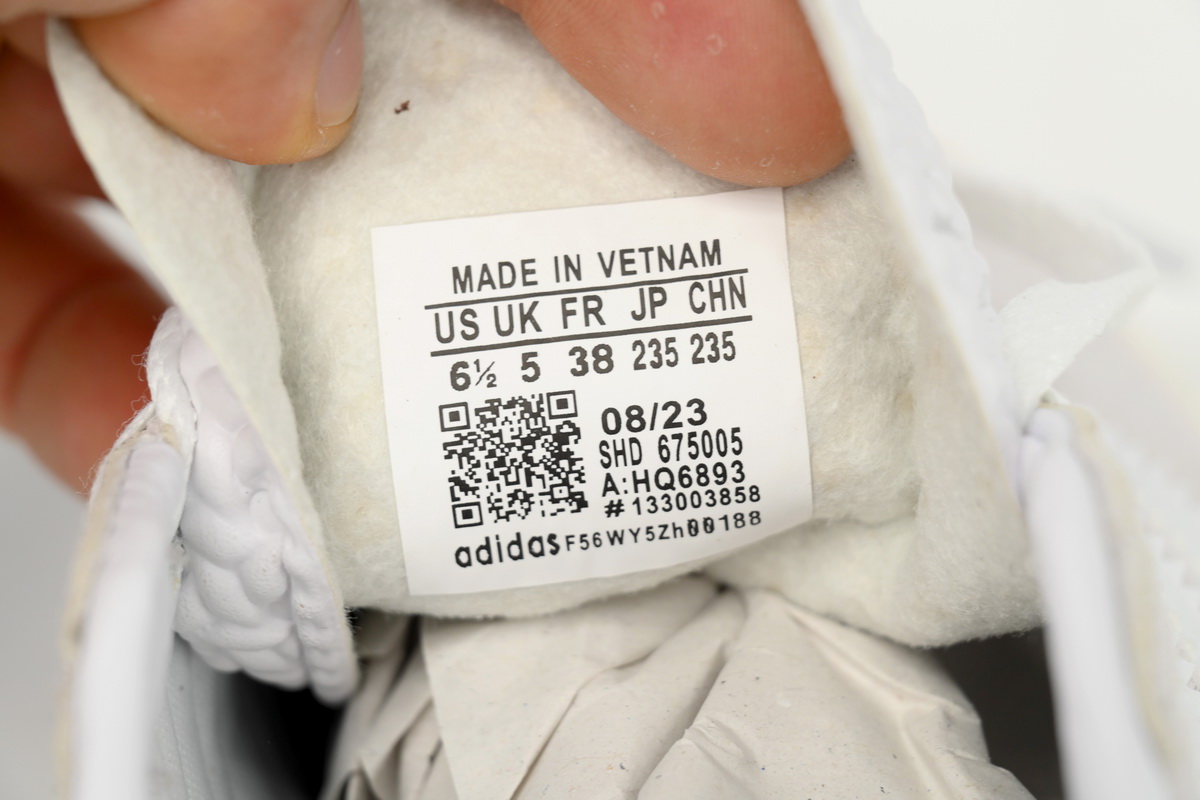 MADE IN VETNAM
US UK FR JP CHN
6½ 5 38 235 235
08/23
SHD 675005
A:HQ6893
# 133003858
adidas F56WY5Zh00188